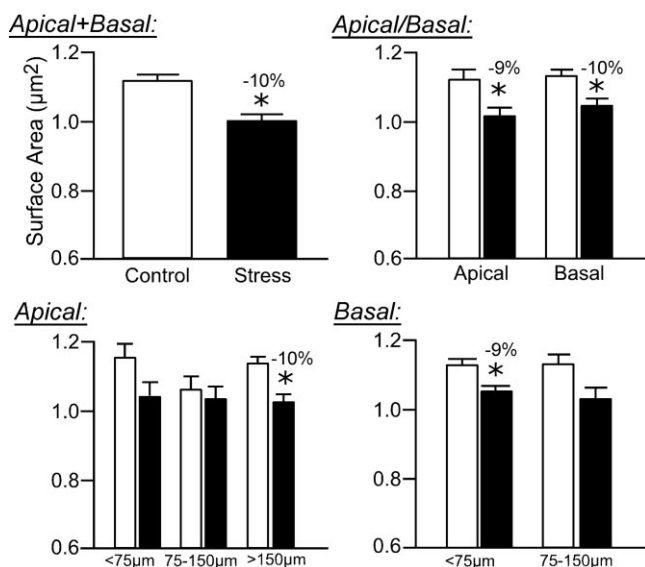 Apical+Basal:
Surface Area (µm²)
1.2
1.0
0.8
0.6
-10%
*
Control Stress
Apical/Basal:
1.2
1.0
0.8
0.6
-9% -10%
* *
Apical Basal
Apical:
1.2
1.0
0.8
0.6
-10%
*
<75µm 75-150µm >150µm
Basal:
1.2
1.0
0.8
0.6
-9%
*
<75µm 75-150µm